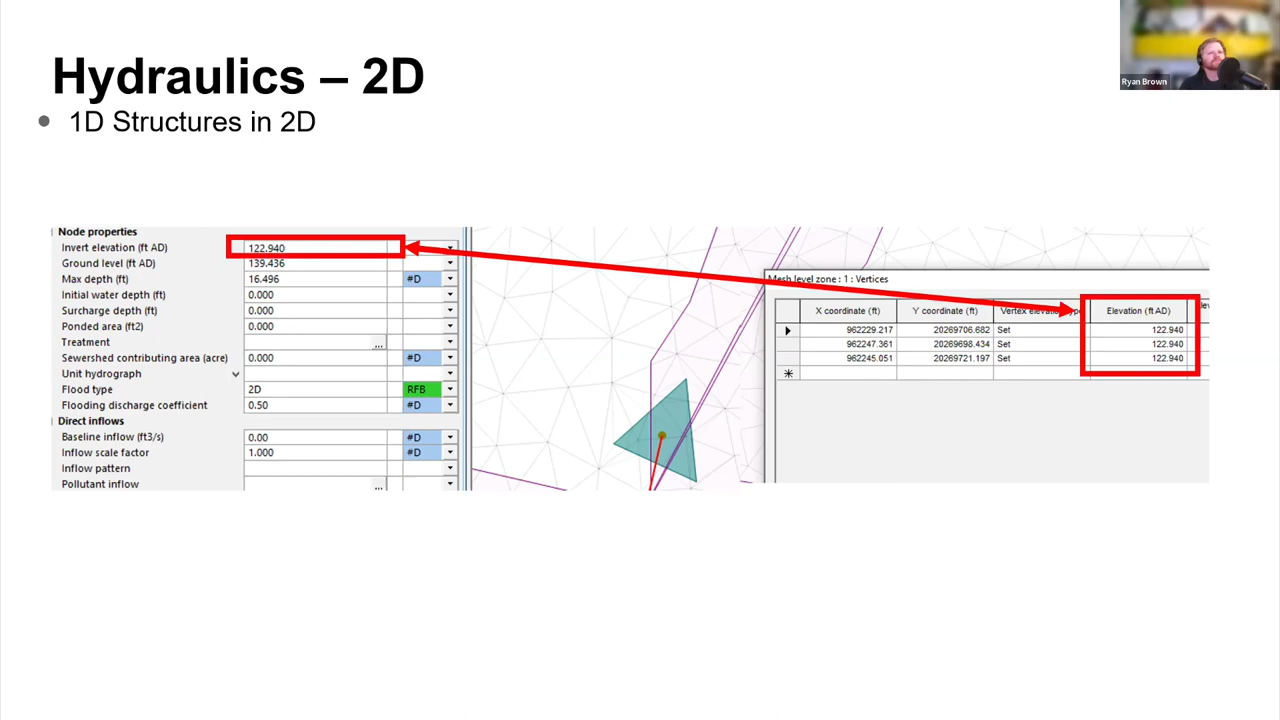 Hydraulics – 2D
Ryan Brown
1D Structures in 2D
Node properties
Invert elevation (ft AD) 122.940
Ground level (ft AD) 139.436
Max depth (ft) 16.496 #D
Initial water depth (ft) 0.000
Surcharge depth (ft) 0.000
Ponded area (ft2) 0.000
Treatment ...
Sewershed contributing area (acre) 0.000 #D
Unit hydrograph
Flood type 2D RFB
Flooding discharge coefficient 0.50 #D
Direct inflows
Baseline inflow (ft3/s) 0.00 #D
Inflow scale factor 1.000 #D
Inflow pattern
Pollutant inflow ...
Mesh level zone : 1 : Vertices
X coordinate (ft) Y coordinate (ft) Vertex elevation Elevation (ft AD)
962229.217 20269706.682 Set 122.940
962247.361 20269698.434 Set 122.940
962245.051 20269721.197 Set 122.940